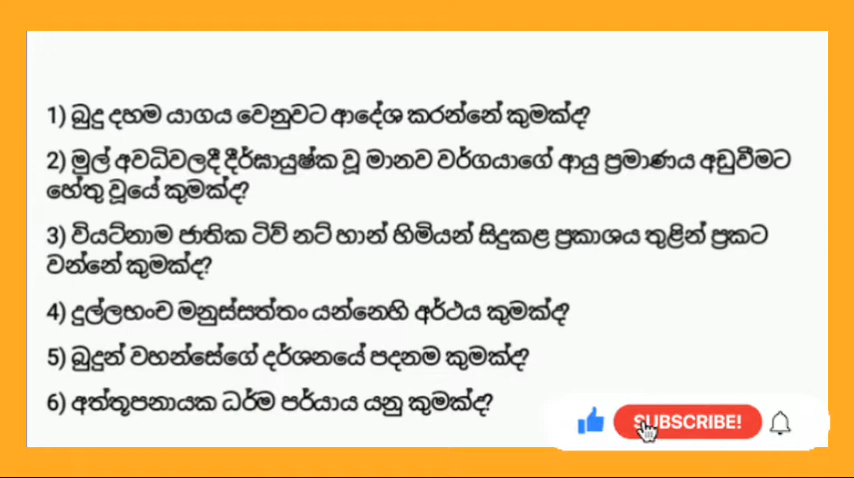 1) බුදු දහම යාගය වෙනුවට ආදේශ කරන්නේ කුමක්ද?
2) මුල් අවධිවලදී දීර්ඝායුෂ්ක වූ මානව වර්ගයාගේ ආයු ප්‍රමාණය අඩුවීමට
හේතු වූයේ කුමක්ද?
3) වියට්නාම ජාතික ටිච් නට් හාන් හිමියන් සිදුකළ ප්‍රකාශය තුළින් ප්‍රකට
වන්නේ කුමක්ද?
4) දුල්ලභංච මනුස්සත්තං යන්නෙහි අර්ථය කුමක්ද?
5) බුදුන් වහන්සේගේ දර්ශනයේ පදනම කුමක්ද?
6) අත්තූපනායක ධර්ම පර්යාය යනු කුමක්ද?
SUBSCRIBE!